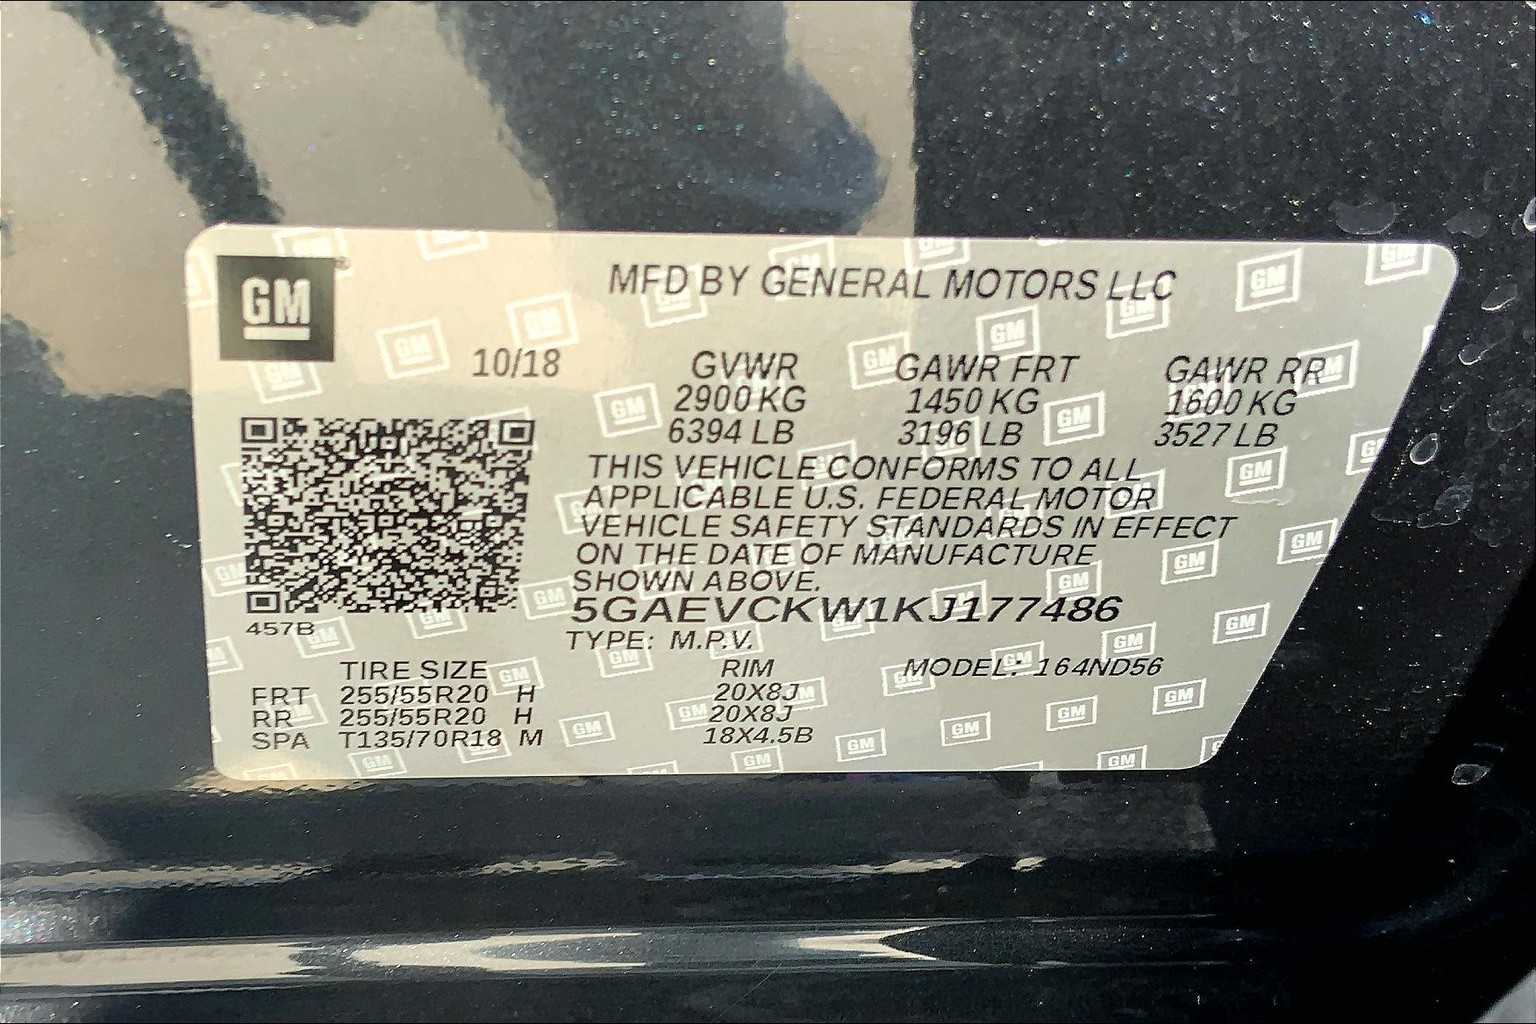 GM
MFD BY GENERAL MOTORS LLC
10/18
GVWR GAWR FRT GAWR RR
2900 KG 1450 KG 1600 KG
6394 LB 3196 LB 3527 LB
THIS VEHICLE CONFORMS TO ALL
APPLICABLE U.S. FEDERAL MOTOR
VEHICLE SAFETY STANDARDS IN EFFECT
ON THE DATE OF MANUFACTURE
SHOWN ABOVE.
5GAEVCKW1KJ177486
457B
TYPE: M.P.V.
TIRE SIZE RIM MODEL: 164ND56
FRT 255/55R20 H 20X8J
RR 255/55R20 H 20X8J
SPA T135/70R18 M 18X4.5B